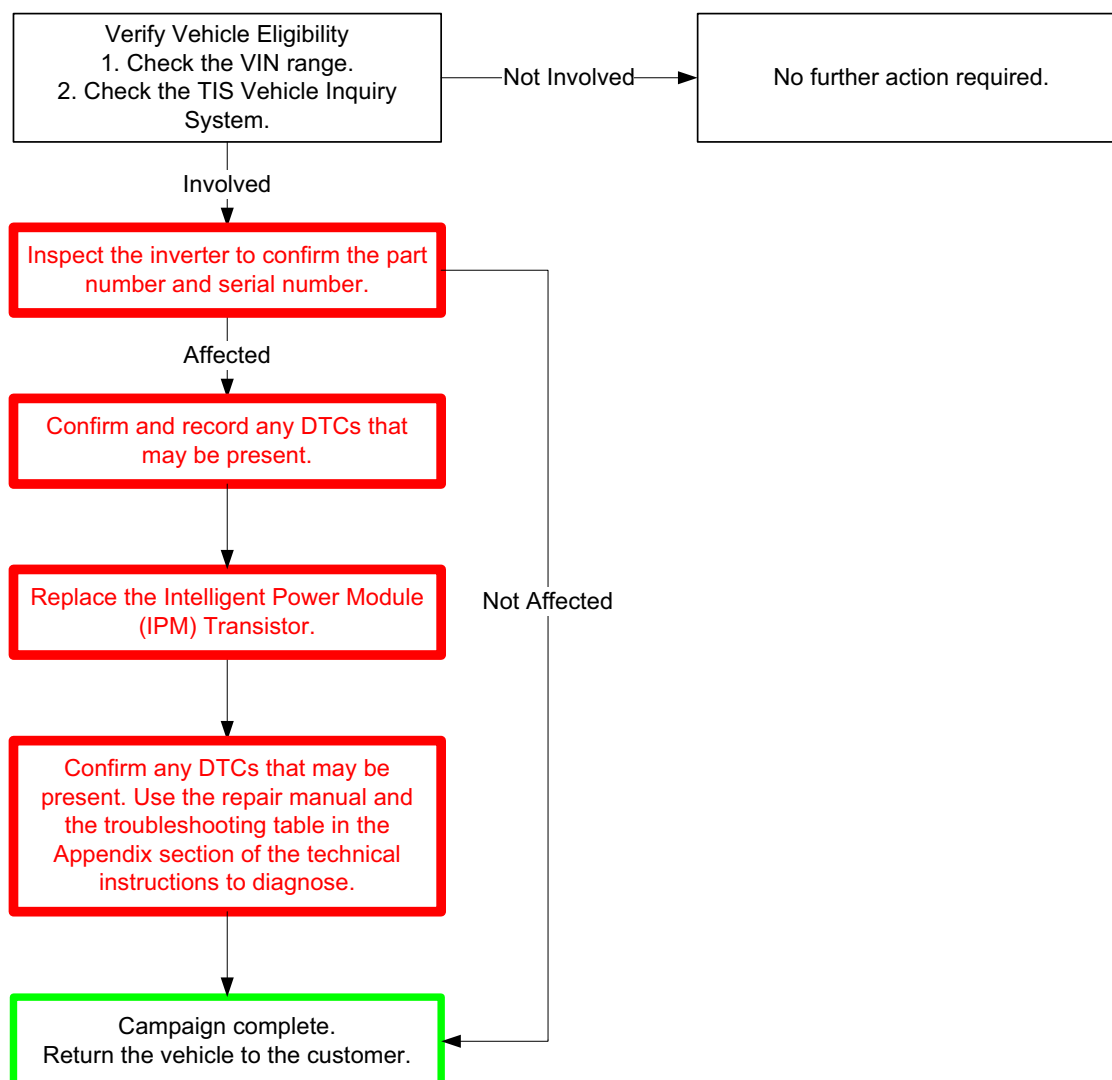 Verify Vehicle Eligibility
1. Check the VIN range.
2. Check the TIS Vehicle Inquiry
System.
Not Involved
No further action required.
Involved
Inspect the inverter to confirm the part
number and serial number.
Affected
Confirm and record any DTCs that
may be present.
Replace the Intelligent Power Module
(IPM) Transistor.
Not Affected
Confirm any DTCs that may be
present. Use the repair manual and
the troubleshooting table in the
Appendix section of the technical
instructions to diagnose.
Campaign complete.
Return the vehicle to the customer.